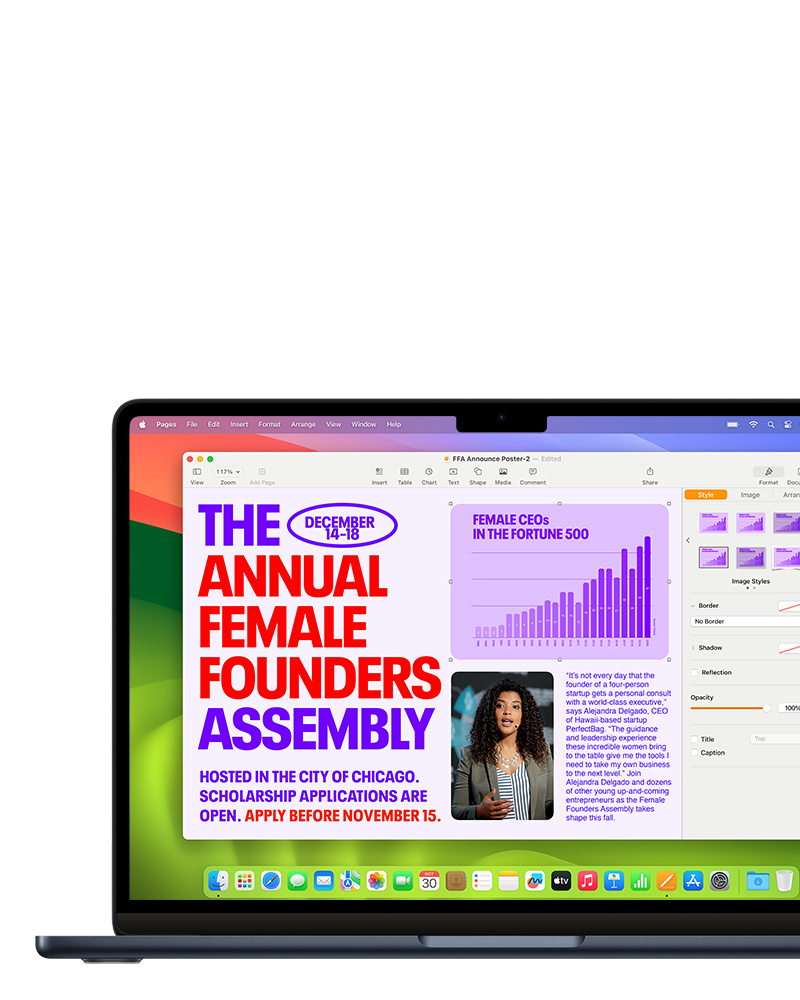 Pages File Edit Insert Format Arrange View Window Help
FFA Announce Poster-2 — Edited
117%
View Zoom Add Page Insert Table Chart Text Shape Media Comment Share Format
Style Image
THE
DECEMBER
14-18
ANNUAL
FEMALE
FOUNDERS
ASSEMBLY
HOSTED IN THE CITY OF CHICAGO.
SCHOLARSHIP APPLICATIONS ARE
OPEN. APPLY BEFORE NOVEMBER 15.
FEMALE CEOs
IN THE FORTUNE 500
"It's not every day that the
founder of a four-person
startup gets a personal consult
with a world-class executive,"
says Alejandra Delgado, CEO
of Hawaii-based startup
PerfectBag. "The guidance
and leadership experience
these incredible women bring
to the table give me the tools I
need to take my own business
to the next level." Join
Alejandra Delgado and dozens
of other young up-and-coming
entrepreneurs as the Female
Founders Assembly takes
shape this fall.
Image Styles
Border
No Border
Shadow
Reflection
Opacity
100%
Title
Top
Caption
OCT
30
tv